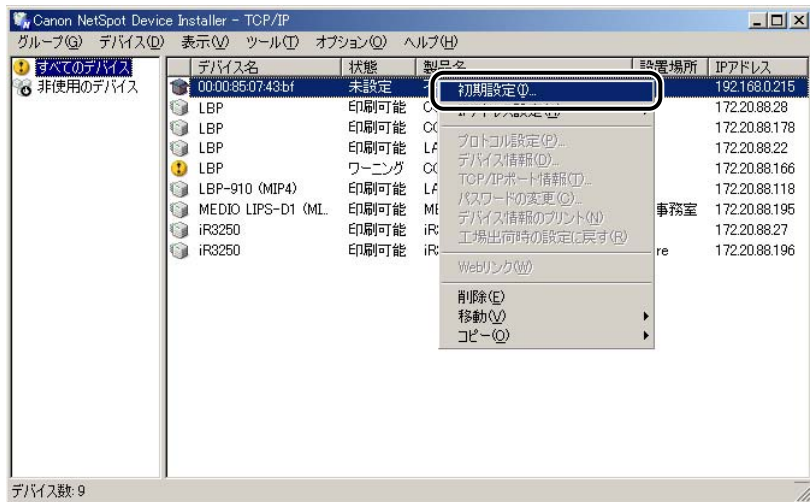 Canon NetSpot Device Installer - TCP/IP
グループ(G) デバイス(D) 表示(V) ツール(T) オプション(O) ヘルプ(H)
すべてのデバイス
非使用のデバイス
デバイス名 状態 製品名 設置場所 IPアドレス
00:00:85:07:43:bf 未設定 192.168.0.215
LBP 印刷可能 172.20.88.28
LBP 印刷可能 CO 172.20.88.178
LBP 印刷可能 LA 172.20.88.22
LBP ワーニング CO 172.20.88.166
LBP-910 (MIP4) 印刷可能 LA 172.20.88.118
MEDIO LIPS-D1 (MI... 印刷可能 ME 事務室 172.20.88.195
iR3250 印刷可能 iR 172.20.88.27
iR3250 印刷可能 iR re 172.20.88.196
初期設定(I)...
プロトコル設定(P)...
デバイス情報(D)...
TCP/IPポート情報(T)...
パスワードの変更(C)...
デバイス情報のプリント(N)
工場出荷時の設定に戻す(R)
Webリンク(W)
削除(E)
移動(V)
コピー(O)
デバイス数: 9